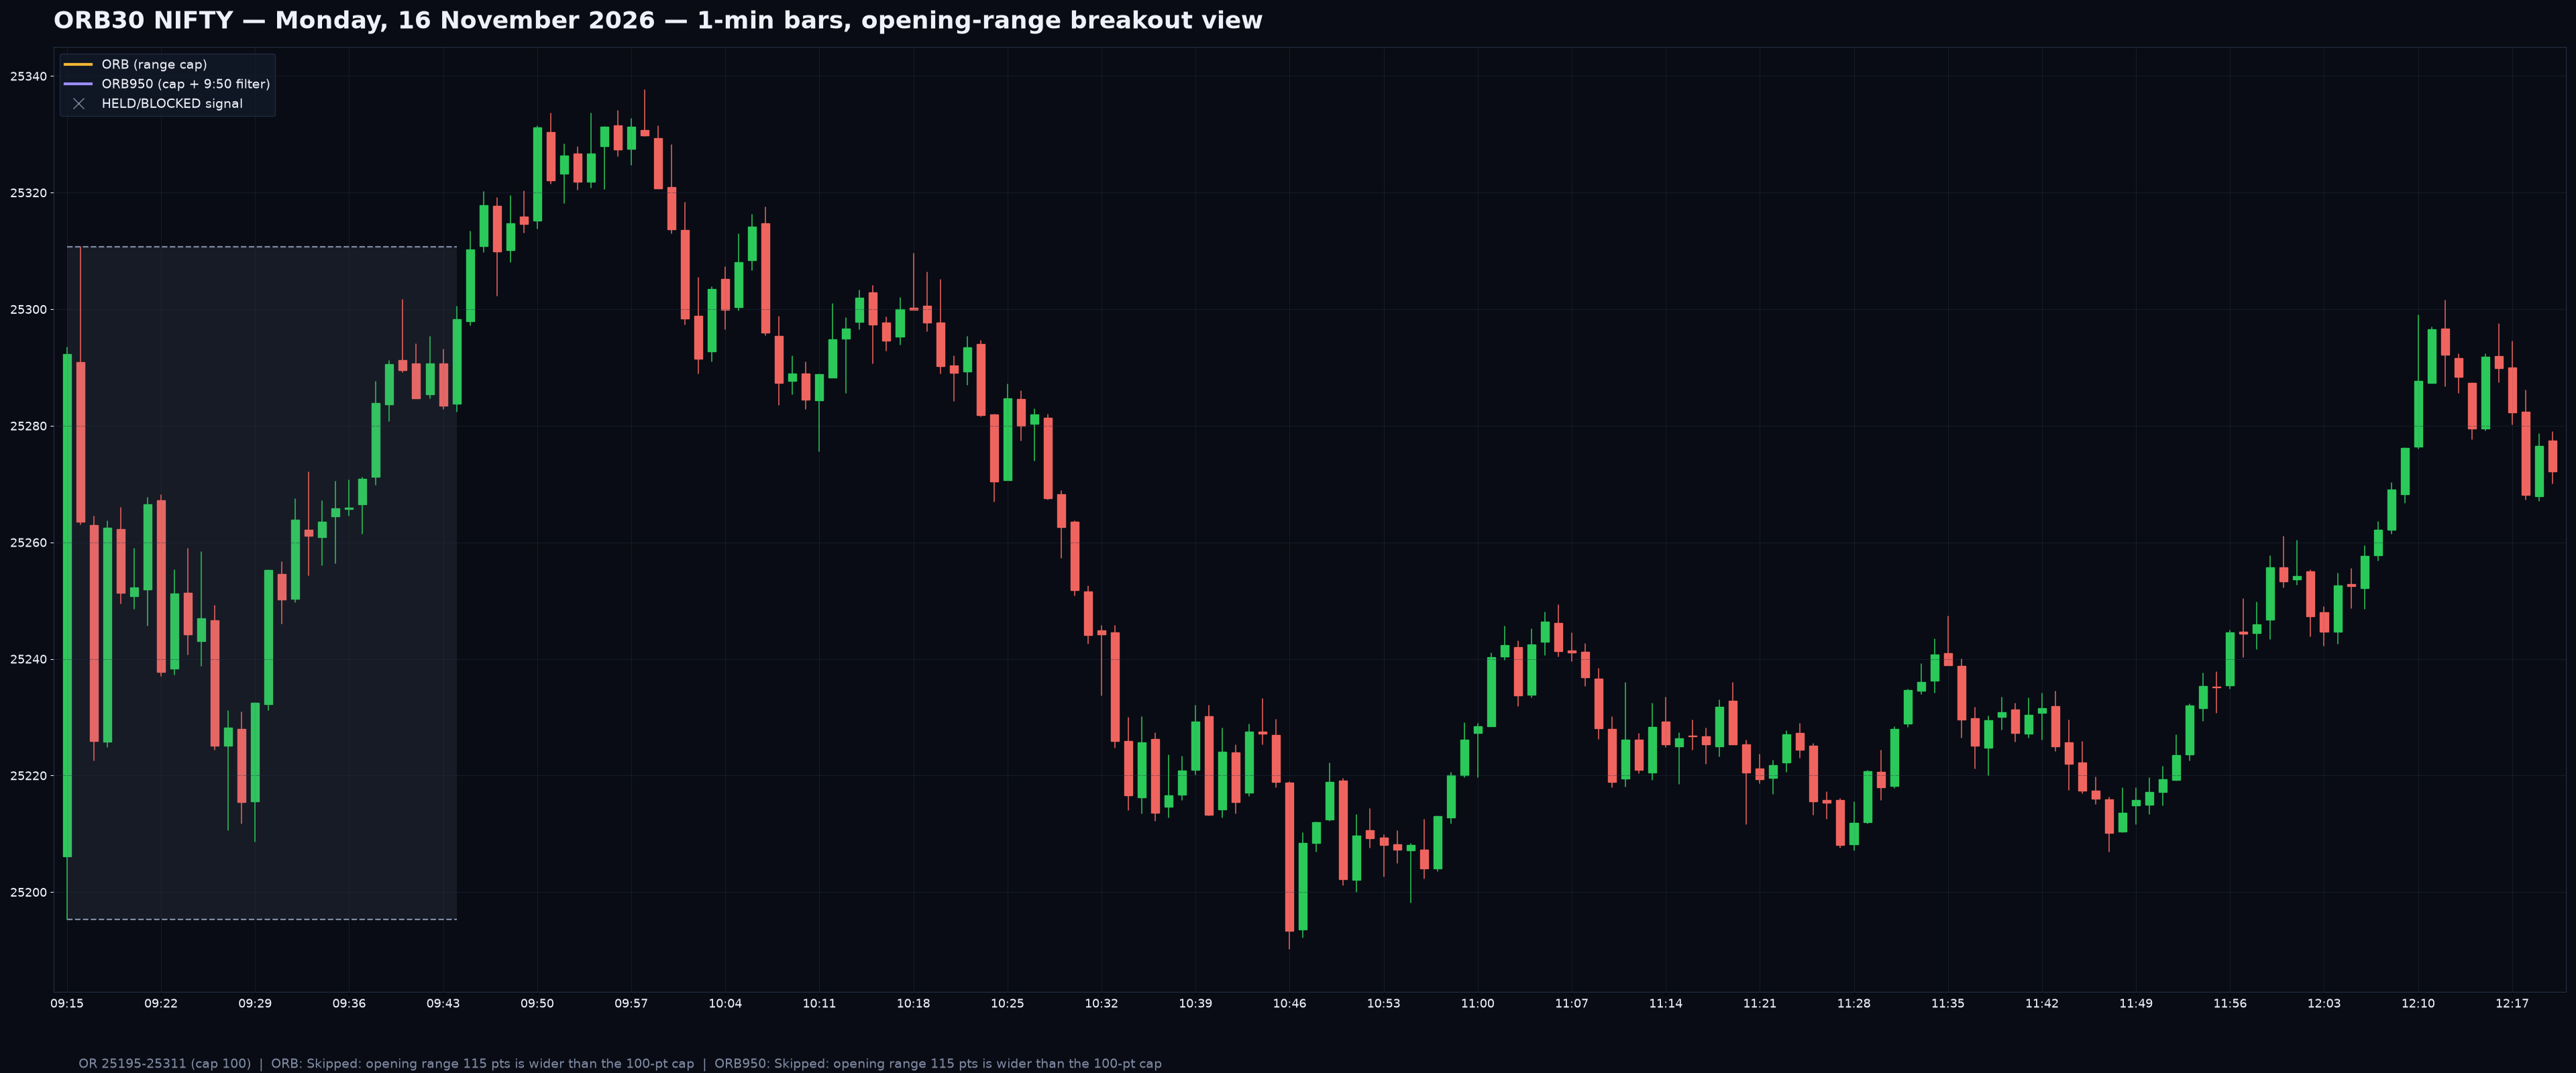 ORB30 NIFTY — Monday, 16 November 2026 — 1-min bars, opening-range breakout view
ORB (range cap)
ORB950 (cap + 9:50 filter)
HELD/BLOCKED signal
25340
25320
25300
25280
25260
25240
25220
25200
09:15 09:22 09:29 09:36 09:43 09:50 09:57 10:04 10:11 10:18 10:25 10:32 10:39 10:46 10:53 11:00 11:07 11:14 11:21 11:28 11:35 11:42 11:49 11:56 12:03 12:10 12:17
OR 25195-25311 (cap 100) | ORB: Skipped: opening range 115 pts is wider than the 100-pt cap | ORB950: Skipped: opening range 115 pts is wider than the 100-pt cap